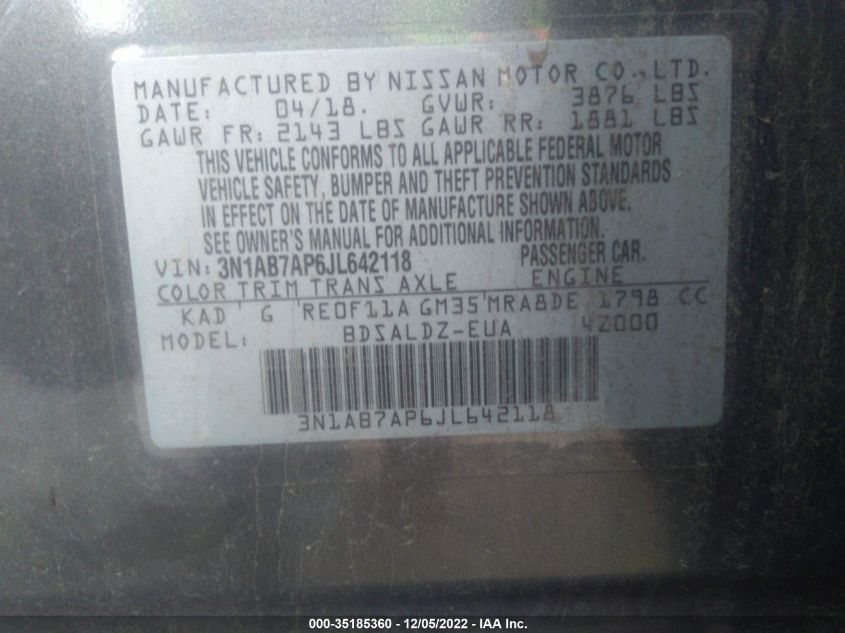 MANUFACTURED BY NISSAN MOTOR CO., LTD.
DATE: 04/18. GVWR: 3876 LBS
GAWR FR: 2143 LBS GAWR RR: 1881 LBS
THIS VEHICLE CONFORMS TO ALL APPLICABLE FEDERAL MOTOR
VEHICLE SAFETY, BUMPER AND THEFT PREVENTION STANDARDS
IN EFFECT ON THE DATE OF MANUFACTURE SHOWN ABOVE.
SEE OWNER'S MANUAL FOR ADDITIONAL INFORMATION.
VIN: 3N1AB7AP6JL642118 PASSENGER CAR.
COLOR TRIM TRANS AXLE ENGINE
KAD G RE0F11A GM35 MRA8DE 1798 CC
MODEL: BDSALDZ-EUA 4Z000
3N1AB7AP6JL642118
000-35185360 - 12/05/2022 - IAA Inc.